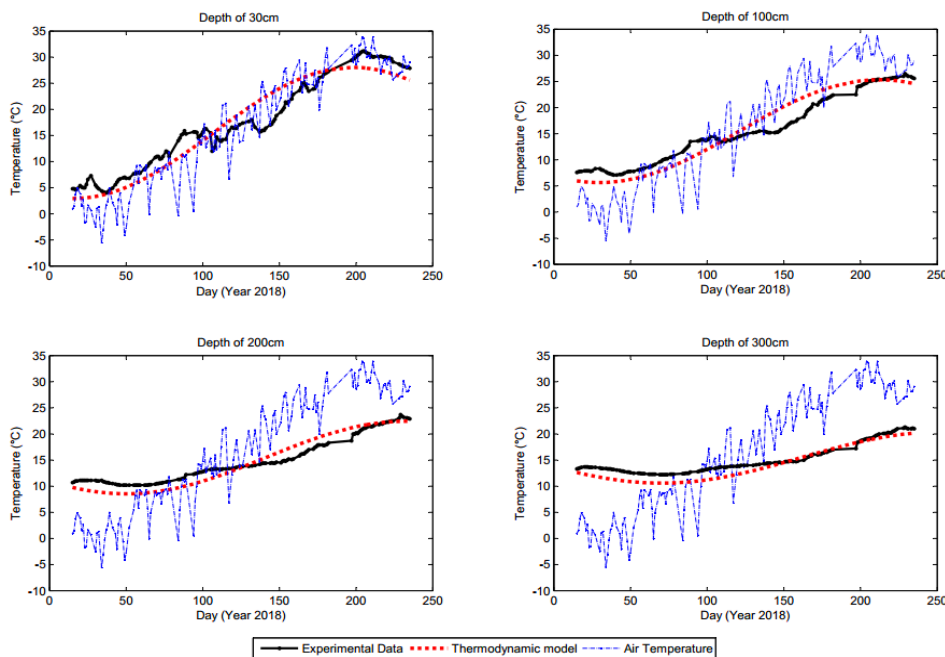 Depth of 30cm
35
30
25
20
15
10
5
0
-5
-10
Temperature (°C)
0 50 100 150 200 250
Day (Year 2018)
Depth of 100cm
35
30
25
20
15
10
5
0
-5
-10
Temperature (°C)
0 50 100 150 200 250
Day (Year 2018)
Depth of 200cm
35
30
25
20
15
10
5
0
-5
-10
Temperature (°C)
0 50 100 150 200 250
Day (Year 2018)
Depth of 300cm
35
30
25
20
15
10
5
0
-5
-10
Temperature (°C)
0 50 100 150 200 250
Day (Year 2018)
Experimental Data Thermodynamic model Air Temperature